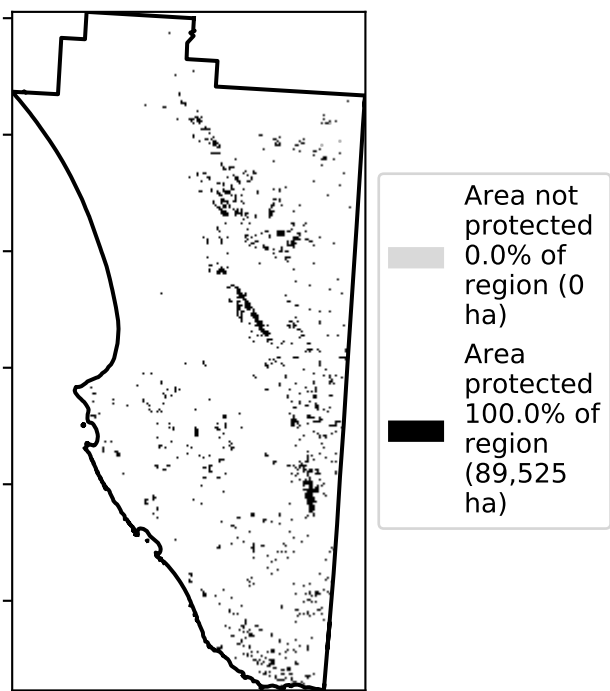 Area not
protected
0.0% of
region (0
ha)
Area
protected
100.0% of
region
(89,525
ha)